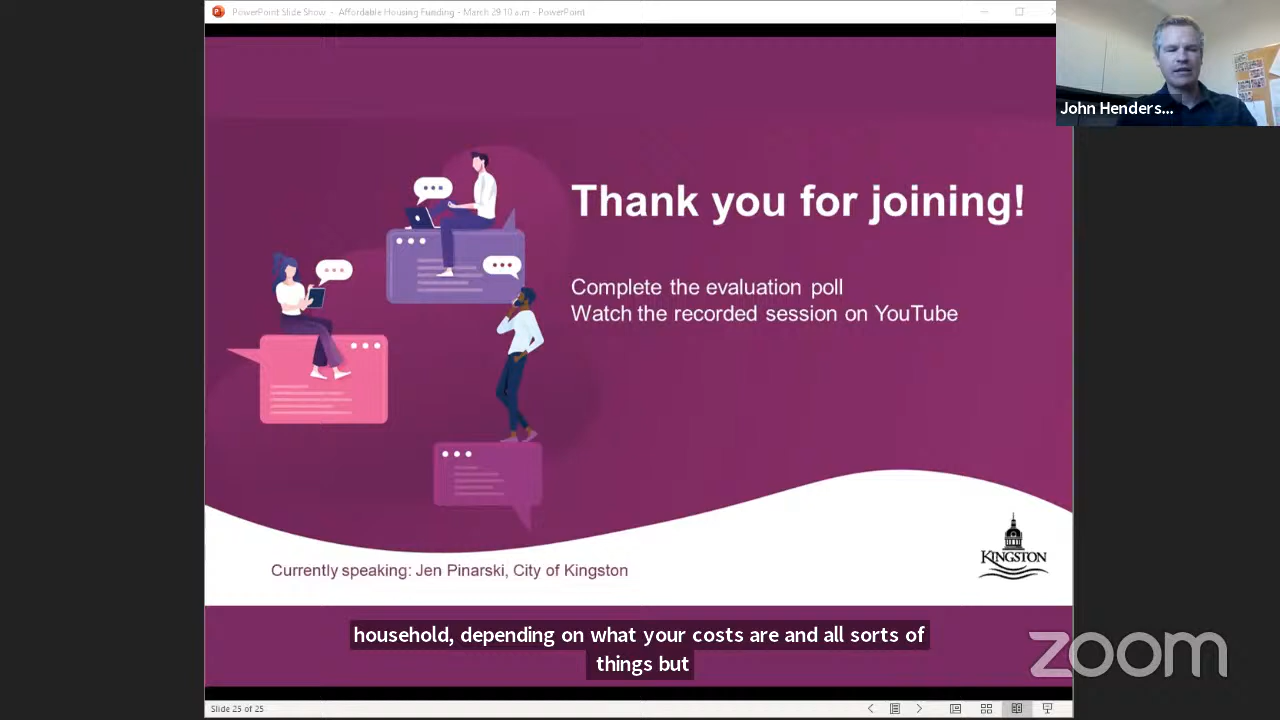 PowerPoint Slide Show - Affordable Housing Funding - March 29 10 a.m - PowerPoint
John Henders...
Thank you for joining!
Complete the evaluation poll
Watch the recorded session on YouTube
KINGSTON
Currently speaking: Jen Pinarski, City of Kingston
household, depending on what your costs are and all sorts of
things but
zoom
Slide 25 of 25